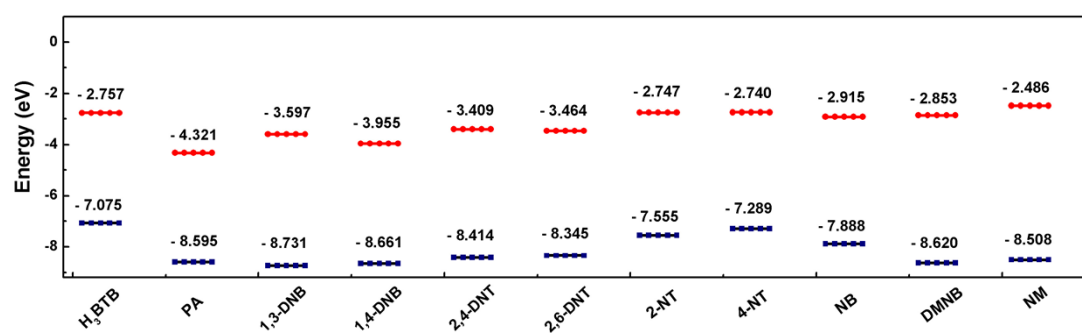 Energy (eV)
0
-2
-4
-6
-8
- 2.757
- 4.321
- 3.597
- 3.955
- 3.409
- 3.464
- 2.747
- 2.740
- 2.915
- 2.853
- 2.486
- 7.075
- 8.595
- 8.731
- 8.661
- 8.414
- 8.345
- 7.555
- 7.289
- 7.888
- 8.620
- 8.508
H₃BTB
PA
1,3-DNB
1,4-DNB
2,4-DNT
2,6-DNT
2-NT
4-NT
NB
DMNB
NM